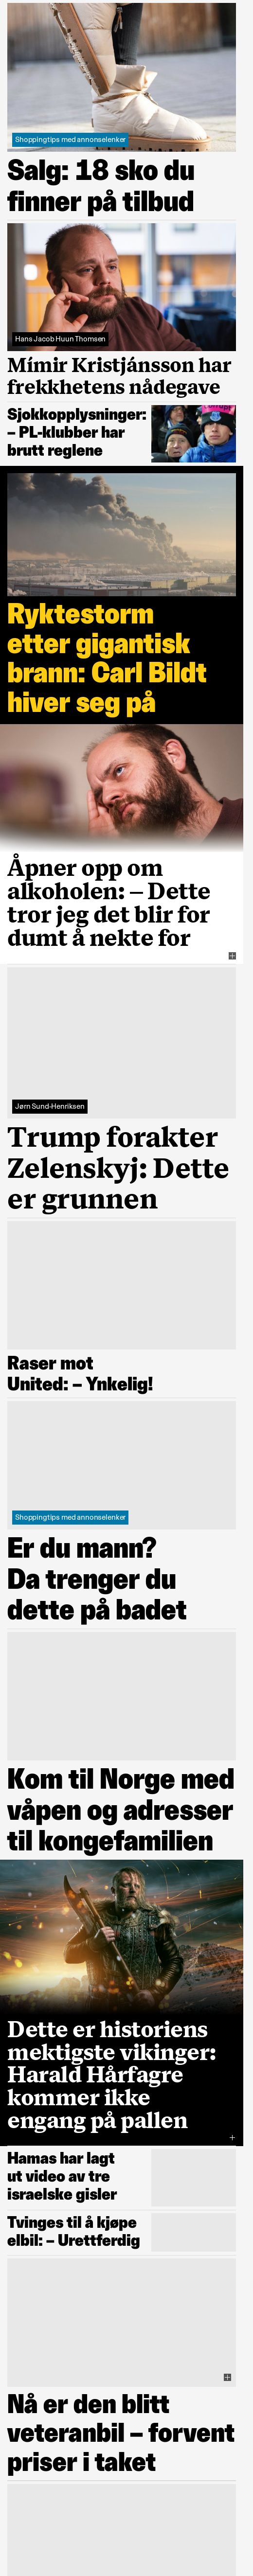 Shoppingtips med annonselenker
Salg: 18 sko du
finner på tilbud
Hans Jacob Huun Thomsen
Mímir Kristjánsson har
frekkhetens nådegave
Sjokkopplysninger:
– PL-klubber har
brutt reglene
Ryktestorm
etter gigantisk
brann: Carl Bildt
hiver seg på
Åpner opp om
alkoholen: – Dette
tror jeg det blir for
dumt å nekte for
Jørn Sund-Henriksen
Trump forakter
Zelenskyj: Dette
er grunnen
Raser mot
United: – Ynkelig!
Shoppingtips med annonselenker
Er du mann?
Da trenger du
dette på badet
Kom til Norge med
våpen og adresser
til kongefamilien
Dette er historiens
mektigste vikinger:
Harald Hårfagre
kommer ikke
engang på pallen
Hamas har lagt
ut video av tre
israelske gisler
Tvinges til å kjøpe
elbil: – Urettferdig
Nå er den blitt
veteranbil – forvent
priser i taket